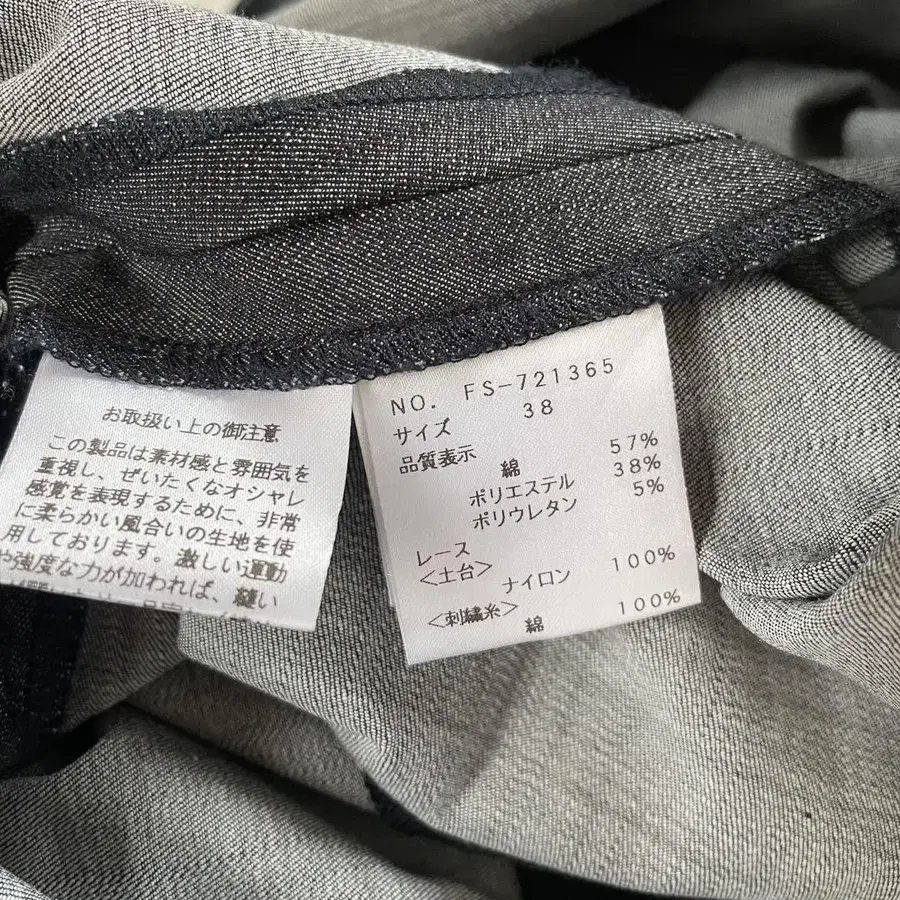 お取扱い上の御注意
この製品は素材感と雰囲気を
重視し、ぜいたくなオシャレ
感覚を表現するために、非常
に柔らかい風合いの生地を使
用しております。激しい運動
や強度な力が加われば、縫い
NO. FS-721365
サイズ 38
品質表示
綿 57%
ポリエステル 38%
ポリウレタン 5%
レース
<土台>
ナイロン 100%
<刺繍糸>
綿 100%